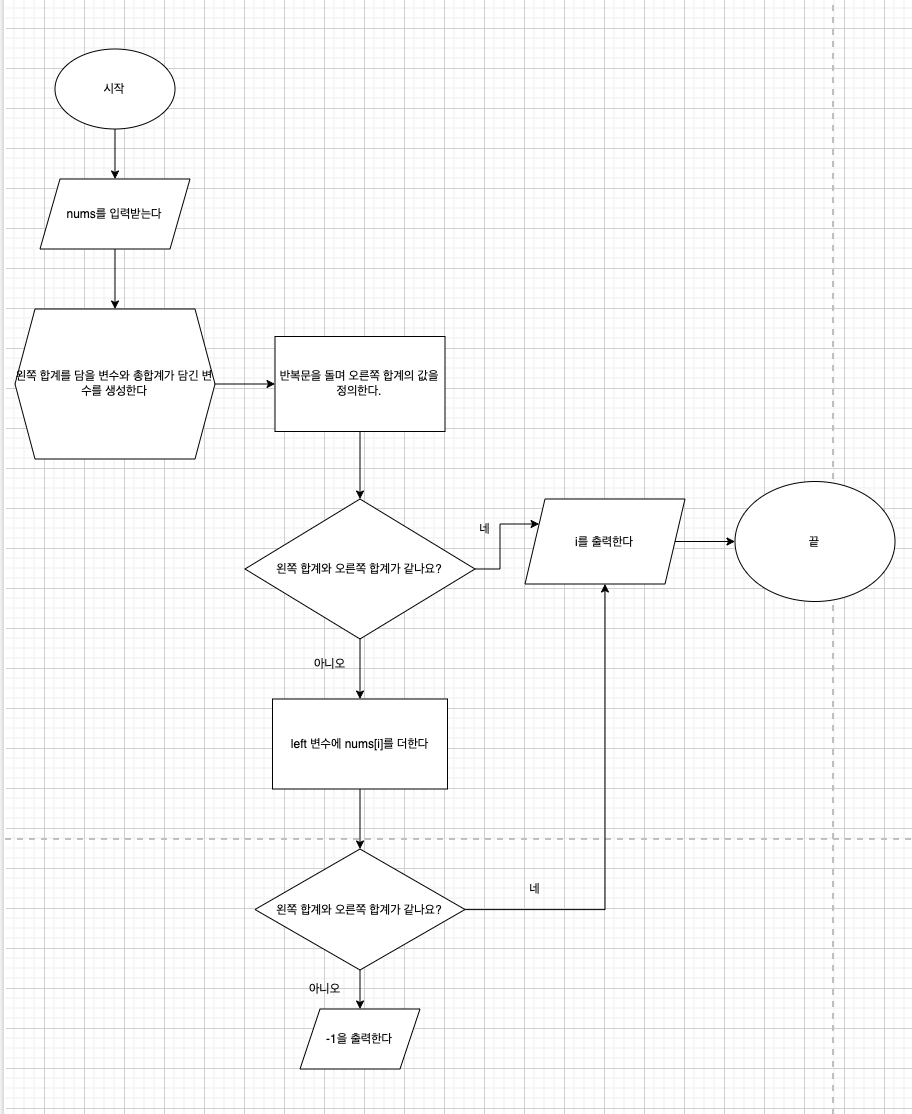 시작
nums를 입력받는다
왼쪽 합계를 담을 변수와 총합계가 담긴 변
수를 생성한다
반복문을 돌며 오른쪽 합계의 값을
정의한다.
왼쪽 합계와 오른쪽 합계가 같나요?
네
i를 출력한다
끝
아니오
left 변수에 nums[i]를 더한다
왼쪽 합계와 오른쪽 합계가 같나요?
네
아니오
-1을 출력한다